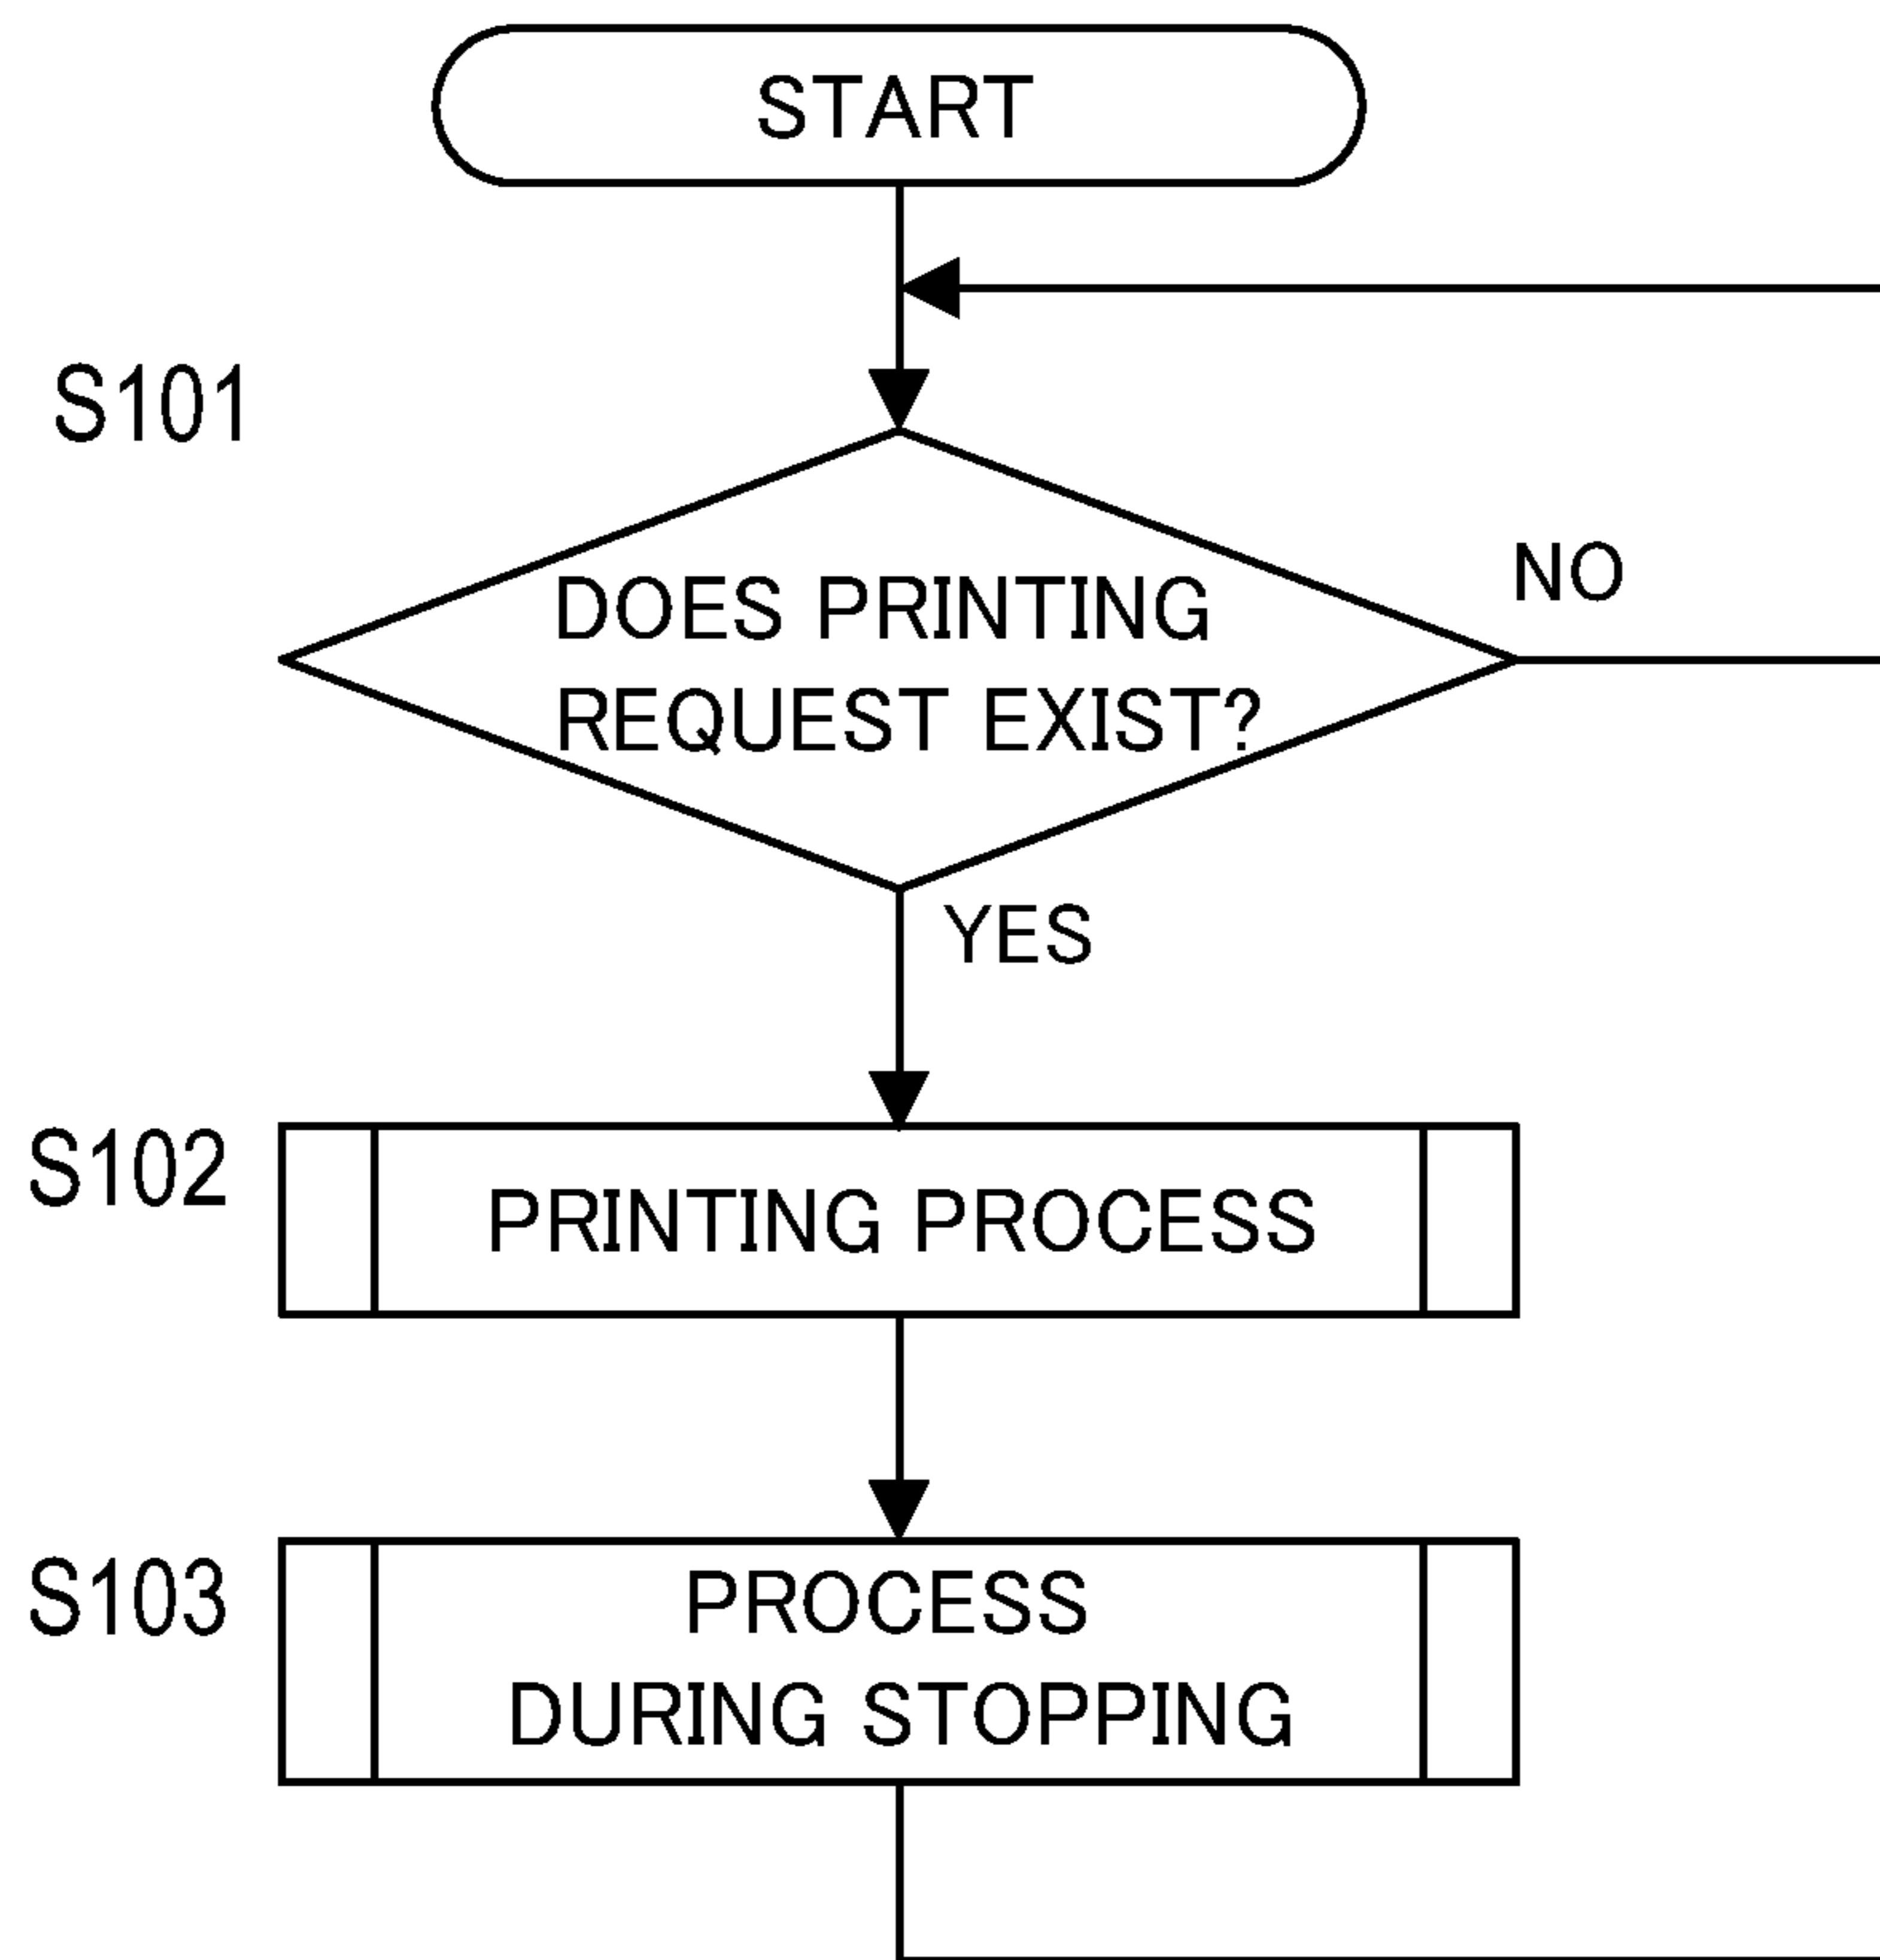 START
S101
DOES PRINTING
REQUEST EXIST?
NO
YES
S102
PRINTING PROCESS
S103
PROCESS
DURING STOPPING